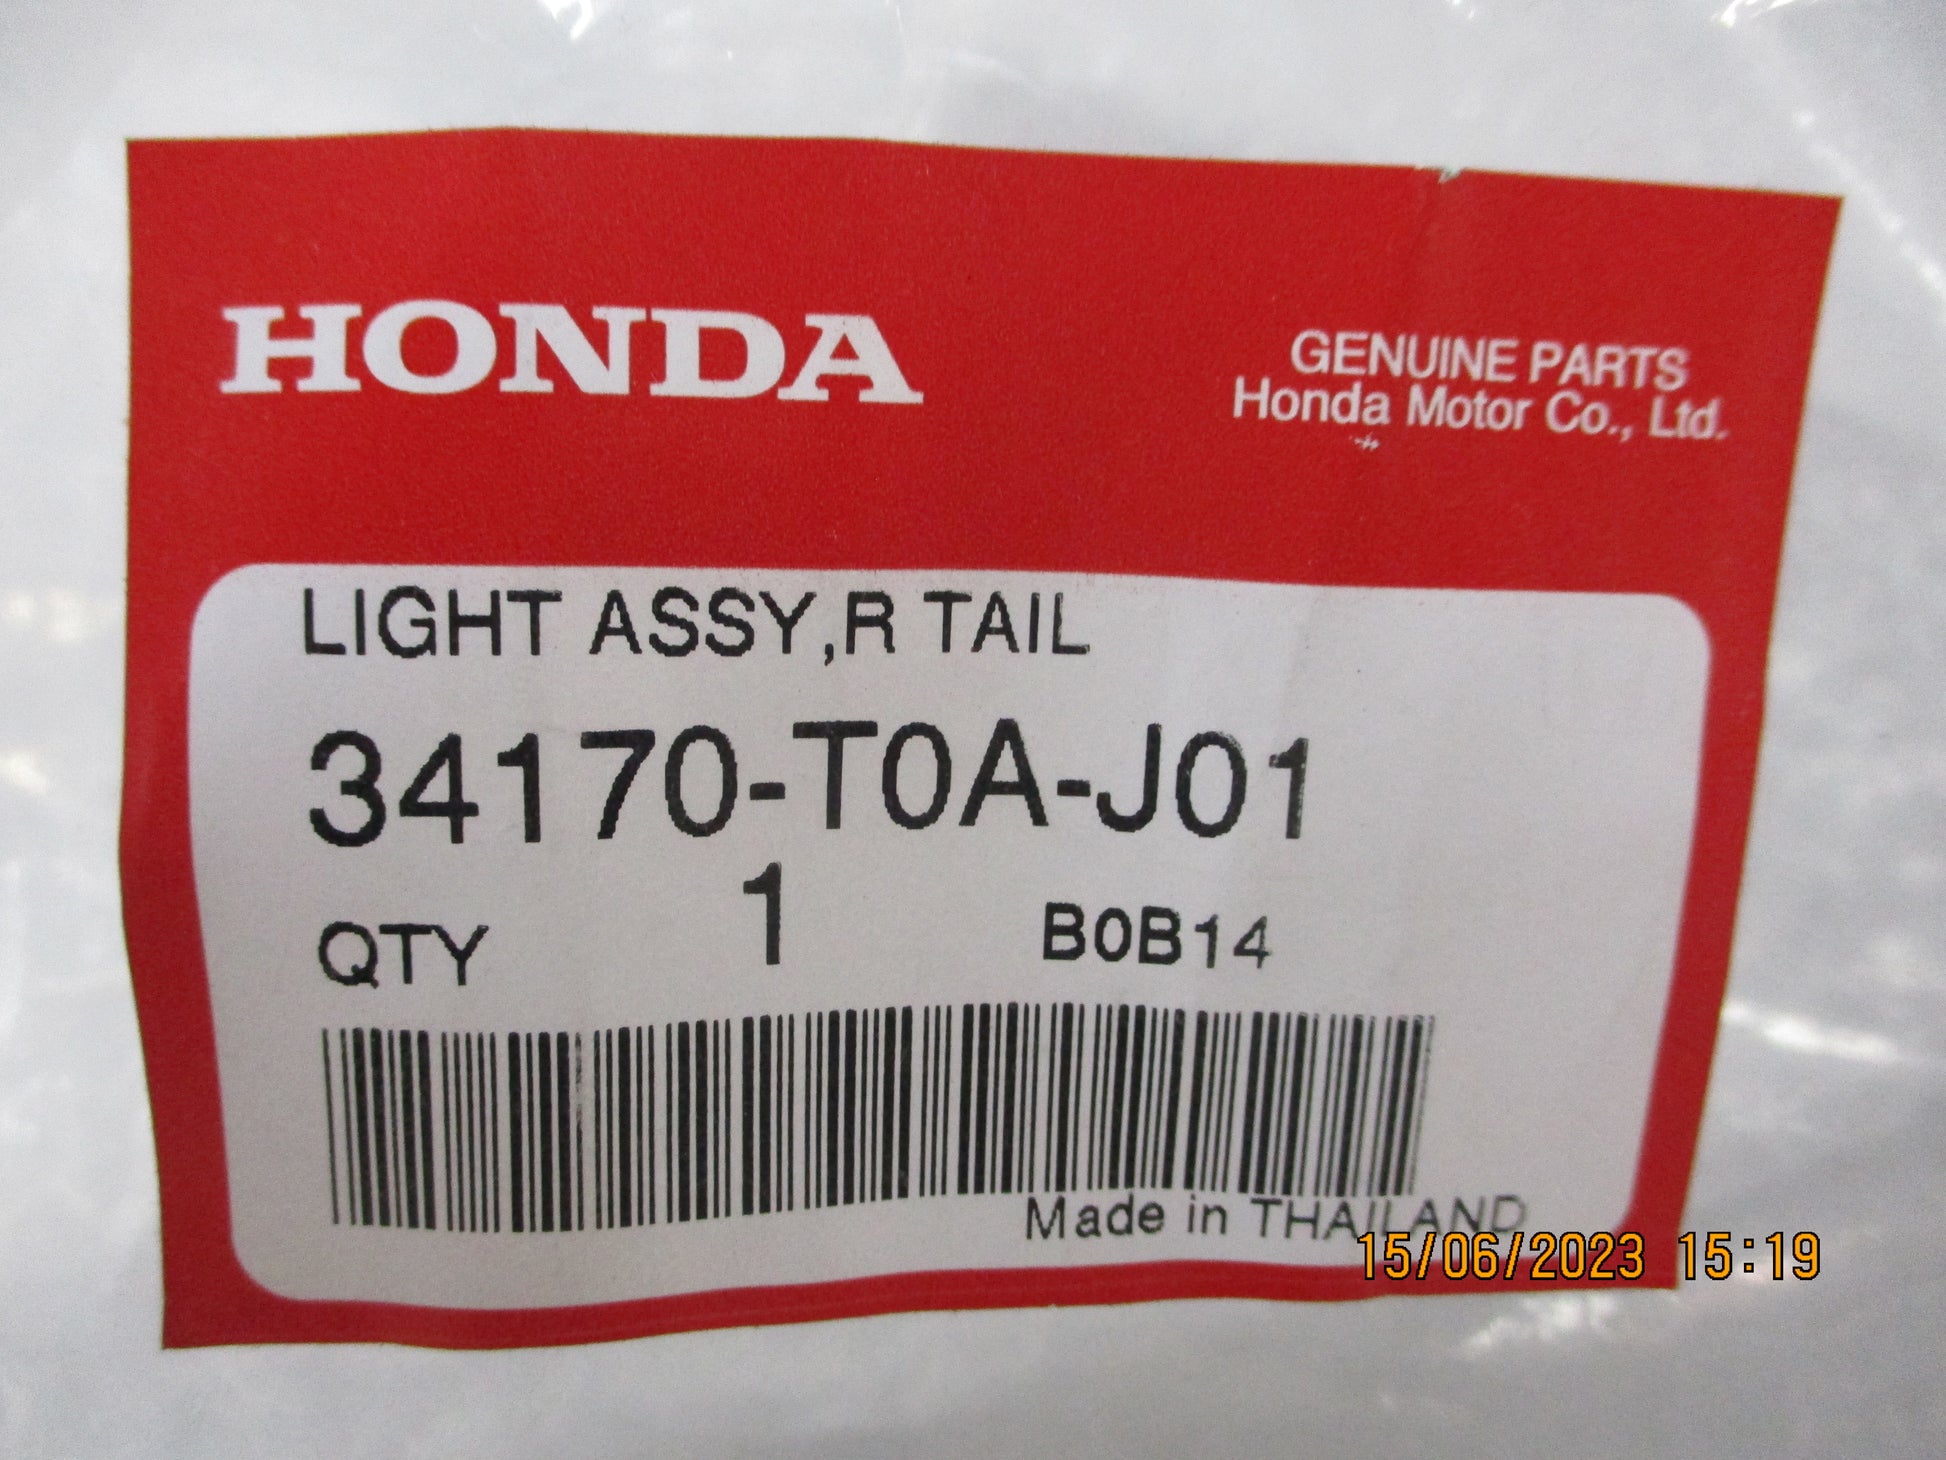 HONDA
GENUINE PARTS
Honda Motor Co., Ltd.
LIGHT ASSY,R TAIL
34170-T0A-J01
QTY 1 B0B14
Made in THAILAND
15/06/2023 15:19